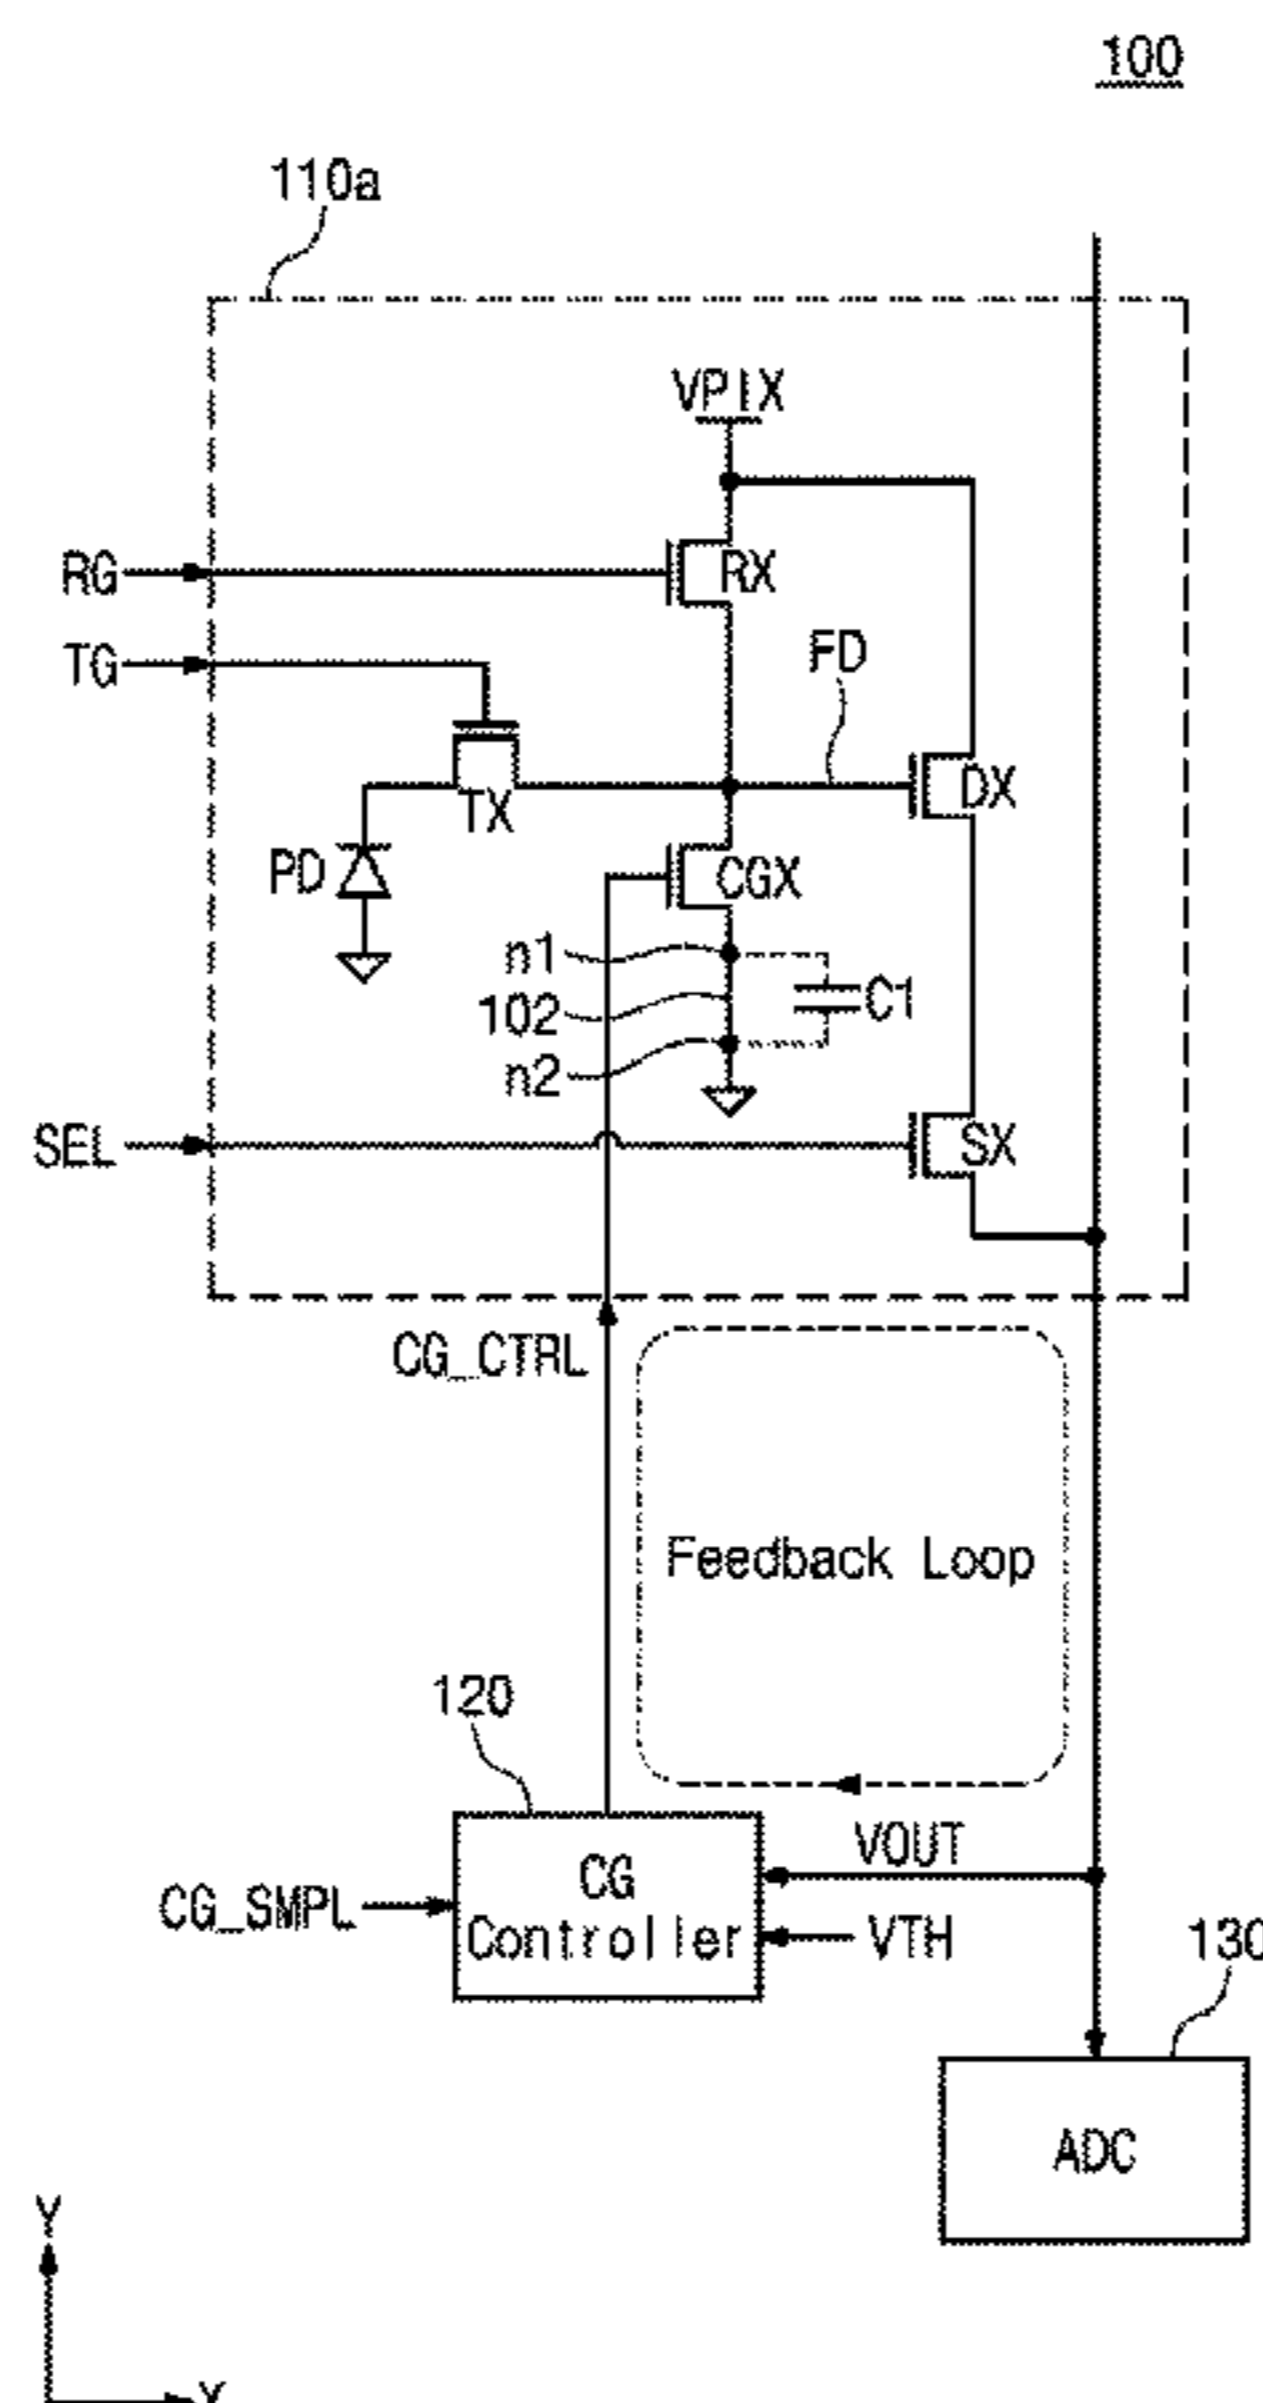 100
110a
VPIX
RG
RX
TG
FD
TX
DX
PD
CGX
n1
102
C1
n2
SEL
SX
CG_CTRL
Feedback Loop
120
VOUT
CG
Controller
CG_SMPL
VTH
130
ADC
Y
X